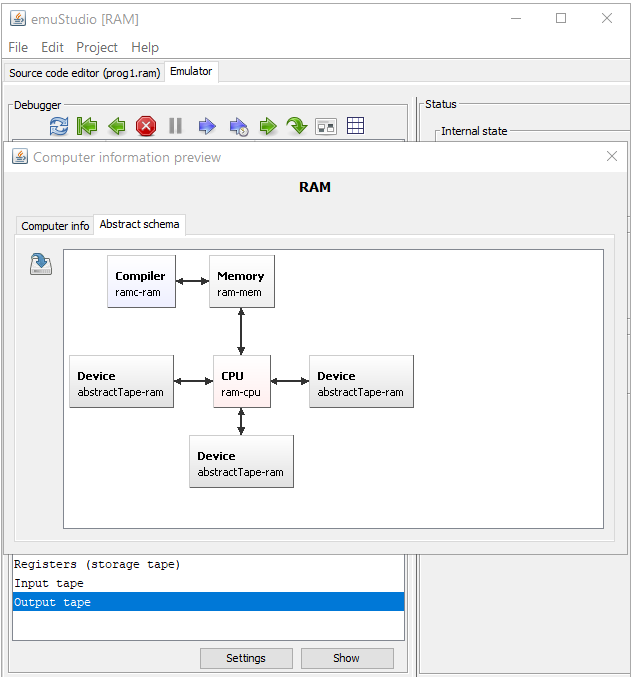 emuStudio [RAM]
File Edit Project Help
Source code editor (prog1.ram) Emulator
Debugger
Status
Internal state
Computer information preview
RAM
Computer info Abstract schema
Compiler
ramc-ram
Memory
ram-mem
Device
abstractTape-ram
CPU
ram-cpu
Device
abstractTape-ram
Device
abstractTape-ram
Registers (storage tape)
Input tape
Output tape
Settings Show